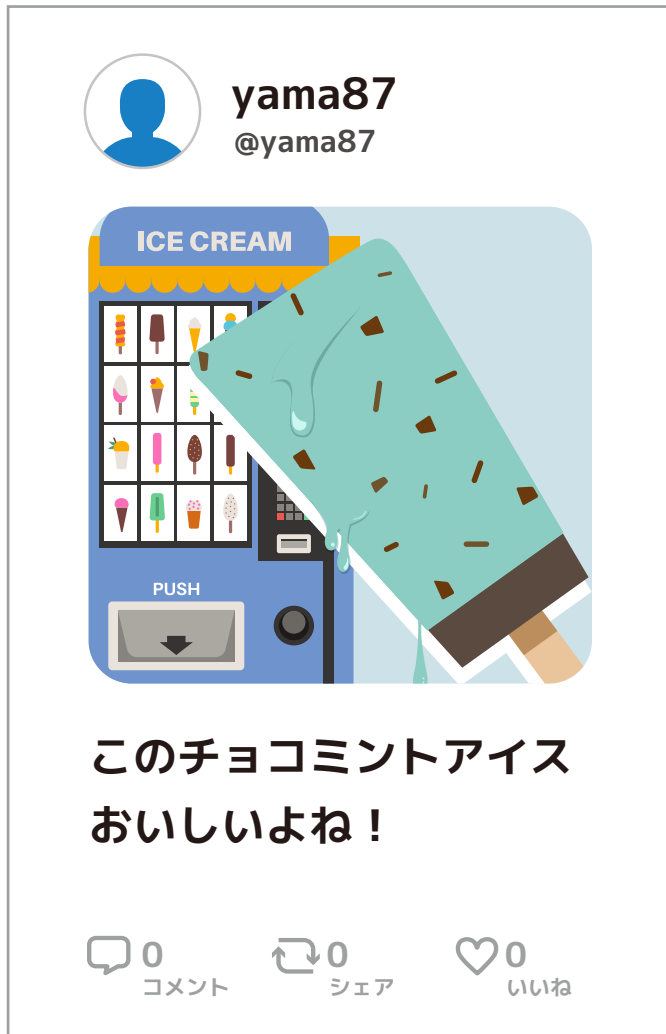 yama87
@yama87
ICE CREAM
PUSH
このチョコミントアイス
おいしいよね！
0
コメント
0
シェア
0
いいね